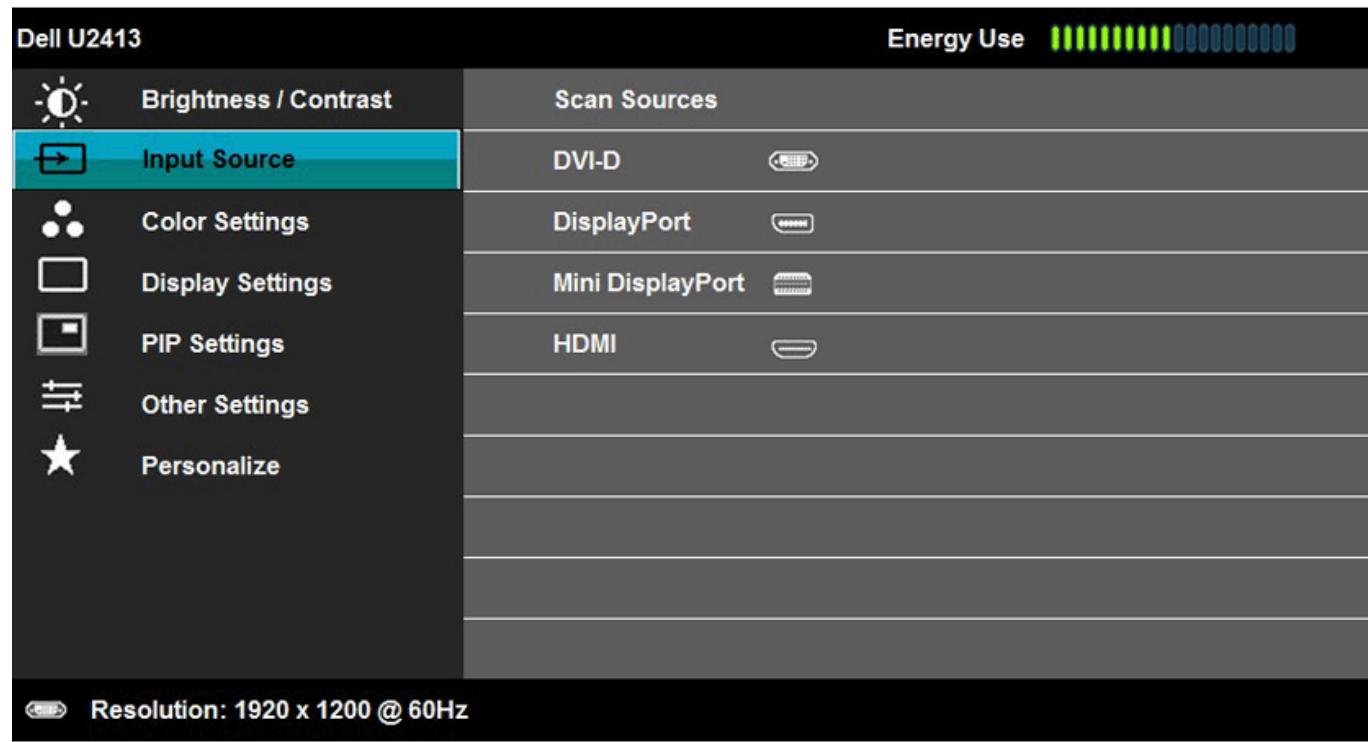 Dell U2413
Energy Use
Brightness / Contrast
Scan Sources
Input Source
DVI-D
Color Settings
DisplayPort
Display Settings
Mini DisplayPort
PIP Settings
HDMI
Other Settings
Personalize
Resolution: 1920 x 1200 @ 60Hz